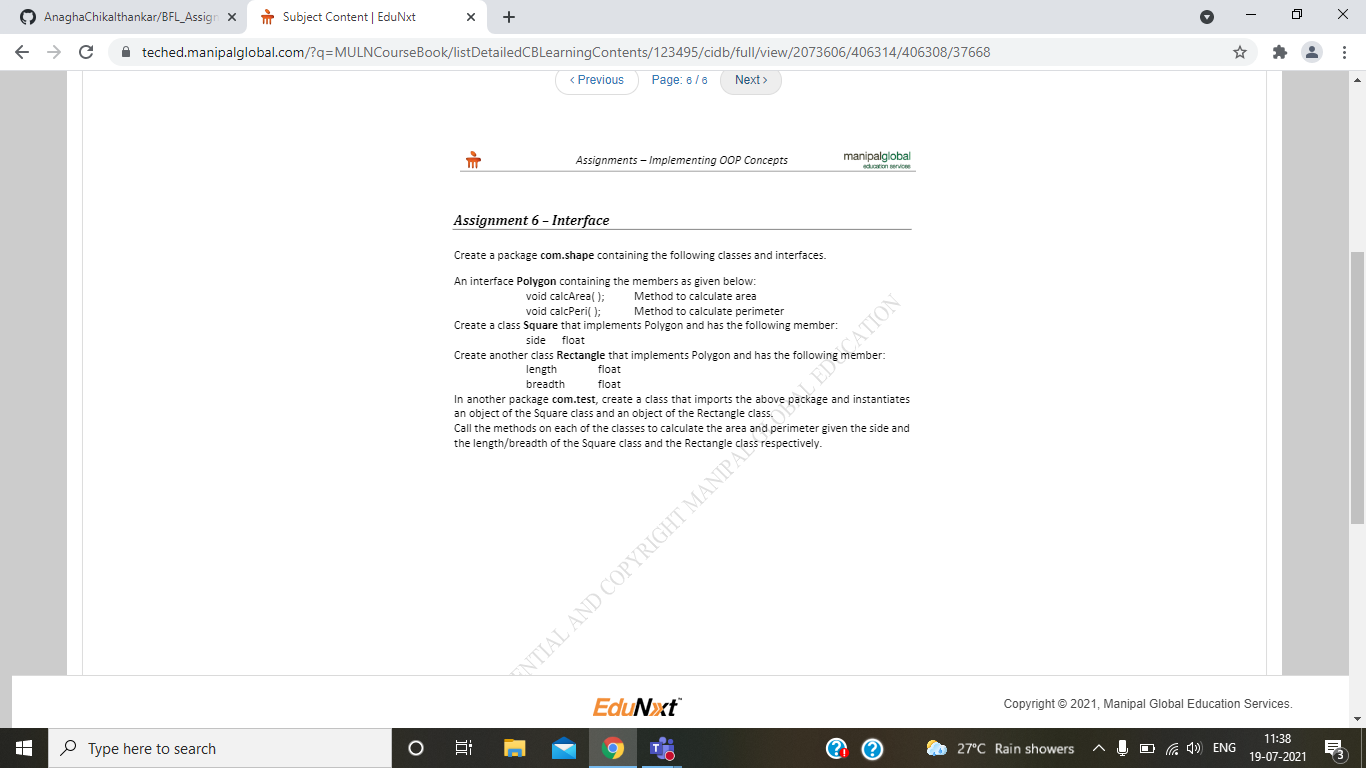 AnaghaChikalthankar/BFL_Assign
Subject Content | EduNxt
teched.manipalglobal.com/?q=MULNCourseBook/listDetailedCBLearningContents/123495/cidb/full/view/2073606/406314/406308/37668
‹ Previous Page: 6 / 6 Next ›
Assignments – Implementing OOP Concepts
manipalglobal
education services
Assignment 6 – Interface
Create a package com.shape containing the following classes and interfaces.
An interface Polygon containing the members as given below:
void calcArea( ); Method to calculate area
void calcPeri( ); Method to calculate perimeter
Create a class Square that implements Polygon and has the following member:
side float
Create another class Rectangle that implements Polygon and has the following member:
length float
breadth float
In another package com.test, create a class that imports the above package and instantiates
an object of the Square class and an object of the Rectangle class.
Call the methods on each of the classes to calculate the area and perimeter given the side and
the length/breadth of the Square class and the Rectangle class respectively.
ENTIAL AND COPYRIGHT MANIPAL GLOBAL EDUCATION
EduNxt™
Copyright © 2021, Manipal Global Education Services.
Type here to search
27°C Rain showers
ENG
11:38
19-07-2021
3